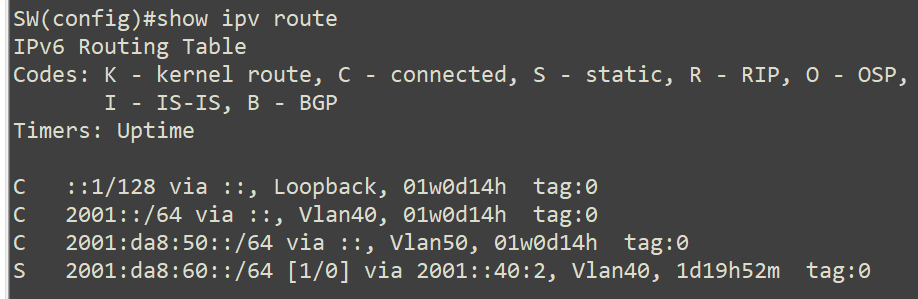 SW(config)#show ipv route
IPv6 Routing Table
Codes: K - kernel route, C - connected, S - static, R - RIP, O - OSP,
       I - IS-IS, B - BGP
Timers: Uptime

C   ::1/128 via ::, Loopback, 01w0d14h  tag:0
C   2001::/64 via ::, Vlan40, 01w0d14h  tag:0
C   2001:da8:50::/64 via ::, Vlan50, 01w0d14h  tag:0
S   2001:da8:60::/64 [1/0] via 2001::40:2, Vlan40, 1d19h52m  tag:0